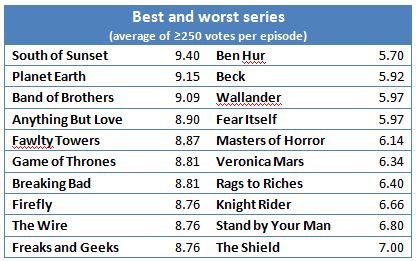 Best and worst series
(average of ≥250 votes per episode)
South of Sunset 9.40 Ben Hur 5.70
Planet Earth 9.15 Beck 5.92
Band of Brothers 9.09 Wallander 5.97
Anything But Love 8.90 Fear Itself 5.97
Fawlty Towers 8.87 Masters of Horror 6.14
Game of Thrones 8.81 Veronica Mars 6.34
Breaking Bad 8.81 Rags to Riches 6.40
Firefly 8.76 Knight Rider 6.66
The Wire 8.76 Stand by Your Man 6.80
Freaks and Geeks 8.76 The Shield 7.00